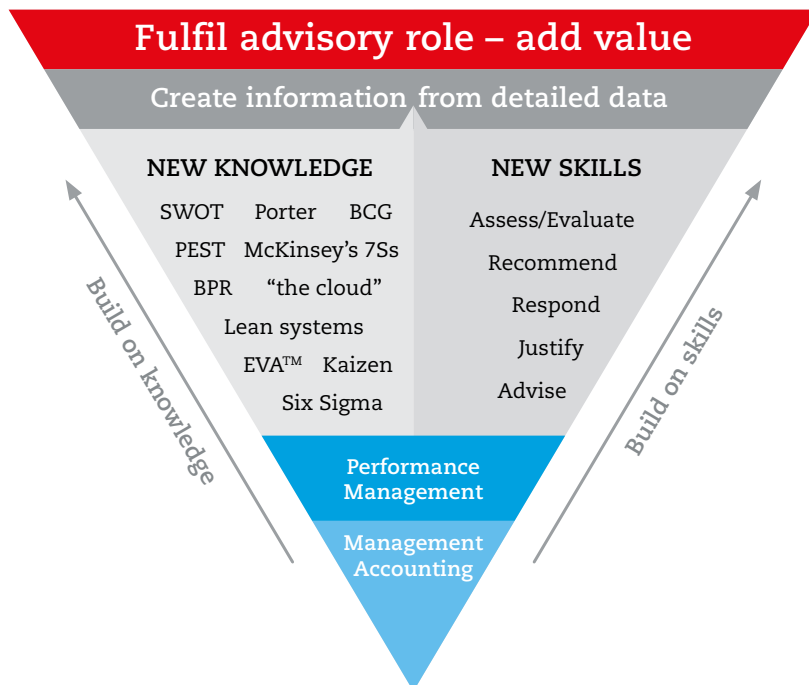 Fulfil advisory role – add value
Create information from detailed data
NEW KNOWLEDGE
SWOT Porter BCG
PEST McKinsey's 7Ss
BPR "the cloud"
Lean systems
EVA™ Kaizen
Six Sigma
NEW SKILLS
Assess/Evaluate
Recommend
Respond
Justify
Advise
Build on knowledge
Build on skills
Performance
Management
Management
Accounting